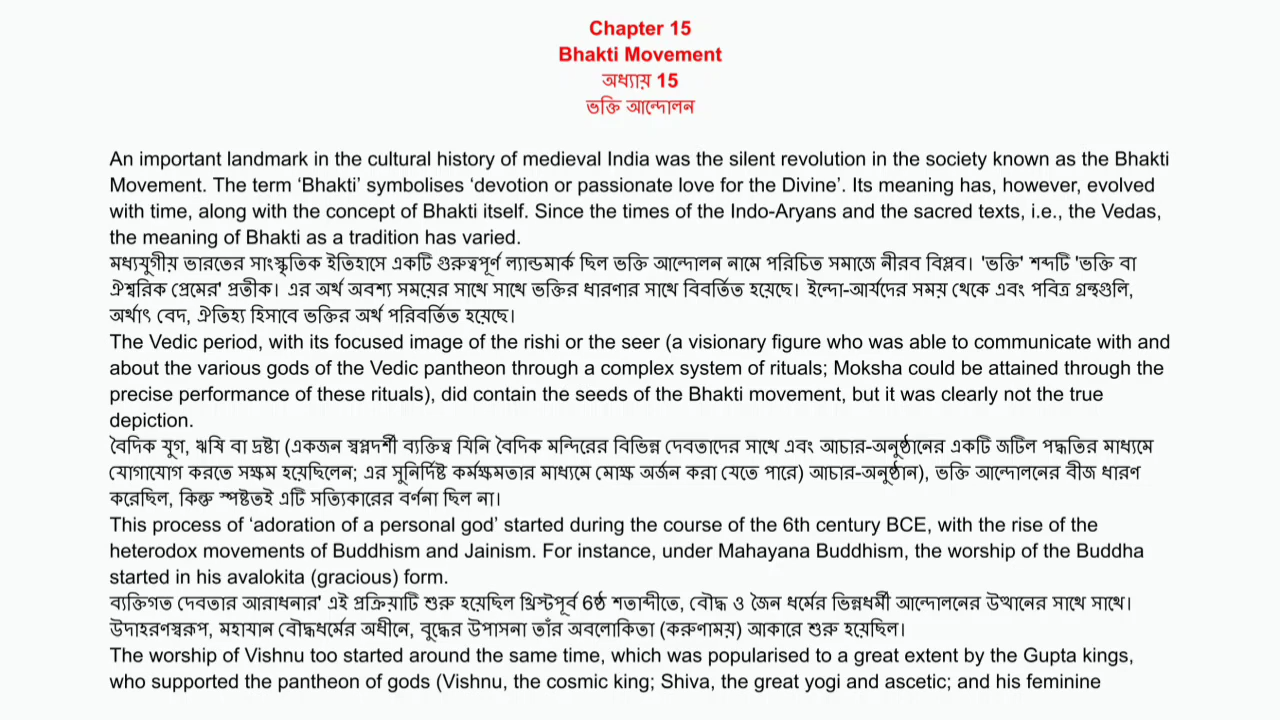 Chapter 15
Bhakti Movement
অধ্যায় 15
ভক্তি আন্দোলন
An important landmark in the cultural history of medieval India was the silent revolution in the society known as the Bhakti
Movement. The term ‘Bhakti’ symbolises ‘devotion or passionate love for the Divine’. Its meaning has, however, evolved
with time, along with the concept of Bhakti itself. Since the times of the Indo-Aryans and the sacred texts, i.e., the Vedas,
the meaning of Bhakti as a tradition has varied.
মধ্যযুগীয় ভারতের সাংস্কৃতিক ইতিহাসে একটি গুরুত্বপূর্ণ ল্যান্ডমার্ক ছিল ভক্তি আন্দোলন নামে পরিচিত সমাজে নীরব বিপ্লব। 'ভক্তি' শব্দটি 'ভক্তি বা
ঐশ্বরিক প্রেমের' প্রতীক। এর অর্থ অবশ্য সময়ের সাথে সাথে ভক্তির ধারণার সাথে বিবর্তিত হয়েছে। ইন্দো-আর্যদের সময় থেকে এবং পবিত্র গ্রন্থগুলি,
অর্থাৎ বেদ, ঐতিহ্য হিসাবে ভক্তির অর্থ পরিবর্তিত হয়েছে।
The Vedic period, with its focused image of the rishi or the seer (a visionary figure who was able to communicate with and
about the various gods of the Vedic pantheon through a complex system of rituals; Moksha could be attained through the
precise performance of these rituals), did contain the seeds of the Bhakti movement, but it was clearly not the true
depiction.
বৈদিক যুগ, ঋষি বা দ্রষ্টা (একজন স্বপ্নদর্শী ব্যক্তিত্ব যিনি বৈদিক মন্দিরের বিভিন্ন দেবতাদের সাথে এবং আচার-অনুষ্ঠানের একটি জটিল পদ্ধতির মাধ্যমে
যোগাযোগ করতে সক্ষম হয়েছিলেন; এর সুনির্দিষ্ট কর্মক্ষমতার মাধ্যমে মোক্ষ অর্জন করা যেতে পারে) আচার-অনুষ্ঠান), ভক্তি আন্দোলনের বীজ ধারণ
করেছিল, কিন্তু স্পষ্টতই এটি সত্যিকারের বর্ণনা ছিল না।
This process of ‘adoration of a personal god’ started during the course of the 6th century BCE, with the rise of the
heterodox movements of Buddhism and Jainism. For instance, under Mahayana Buddhism, the worship of the Buddha
started in his avalokita (gracious) form.
ব্যক্তিগত দেবতার আরাধনার' এই প্রক্রিয়াটি শুরু হয়েছিল খ্রিস্টপূর্ব 6ষ্ঠ শতাব্দীতে, বৌদ্ধ ও জৈন ধর্মের ভিন্নধর্মী আন্দোলনের উত্থানের সাথে সাথে।
উদাহরণস্বরূপ, মহাযান বৌদ্ধধর্মের অধীনে, বুদ্ধের উপাসনা তাঁর অবলোকিতা (করুণাময়) আকারে শুরু হয়েছিল।
The worship of Vishnu too started around the same time, which was popularised to a great extent by the Gupta kings,
who supported the pantheon of gods (Vishnu, the cosmic king; Shiva, the great yogi and ascetic; and his feminine